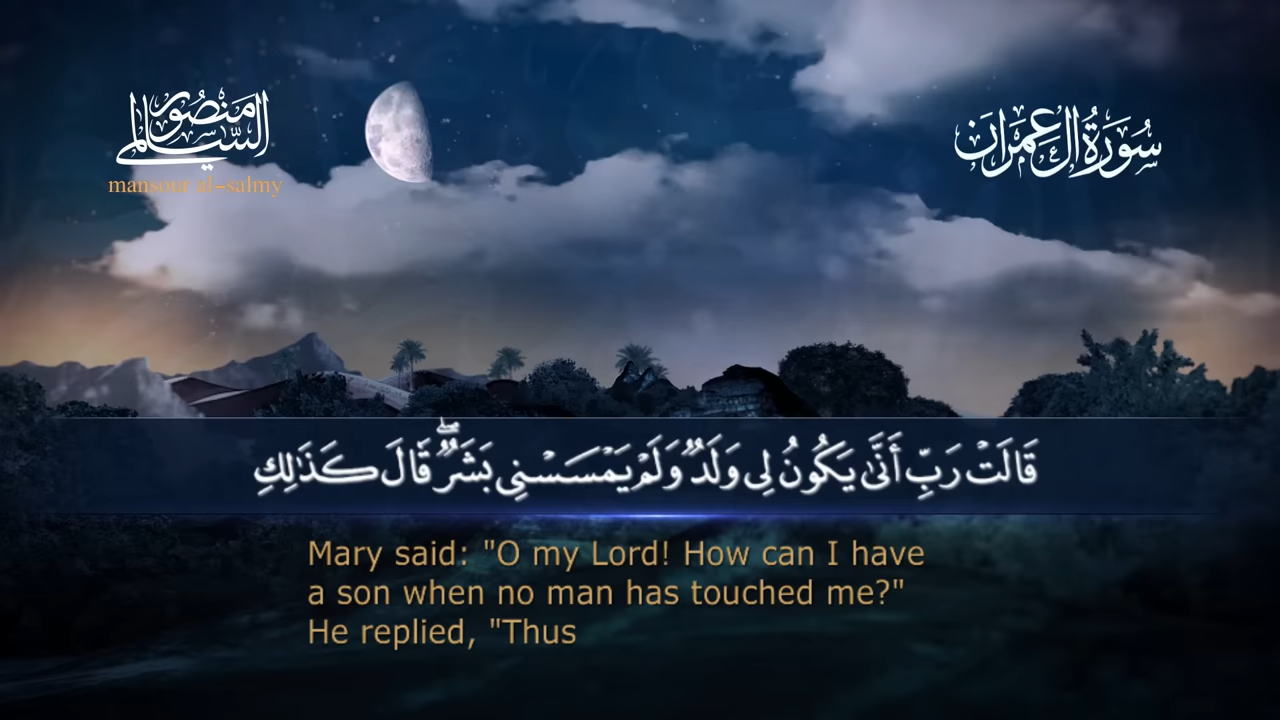 منصور السالمي
mansour al-salmy
سُورَةُ آلِ عِمْرَان
قَالَتْ رَبِّ أَنَّىٰ يَكُونُ لِي وَلَدٌ وَلَمْ يَمْسَسْنِي بَشَرٌ ۖ قَالَ كَذَٰلِكِ
Mary said: "O my Lord! How can I have
a son when no man has touched me?"
He replied, "Thus